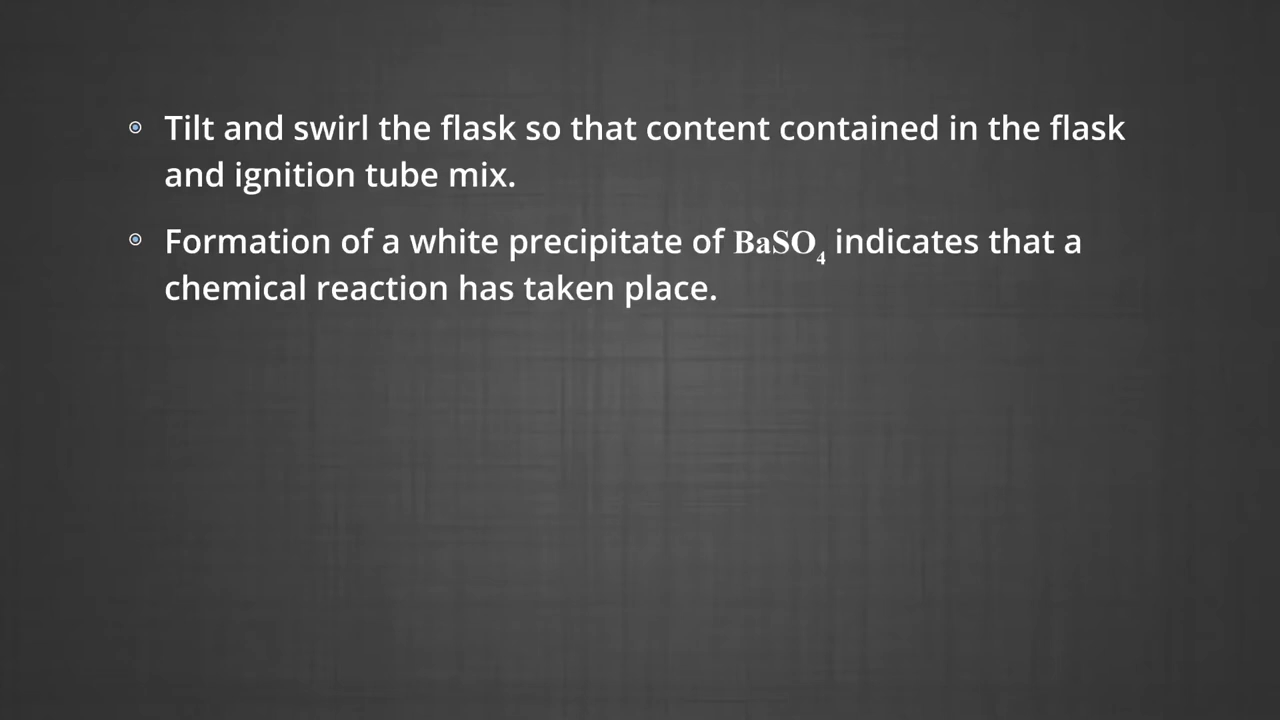 Tilt and swirl the flask so that content contained in the flask
and ignition tube mix.
Formation of a white precipitate of BaSO₄ indicates that a
chemical reaction has taken place.